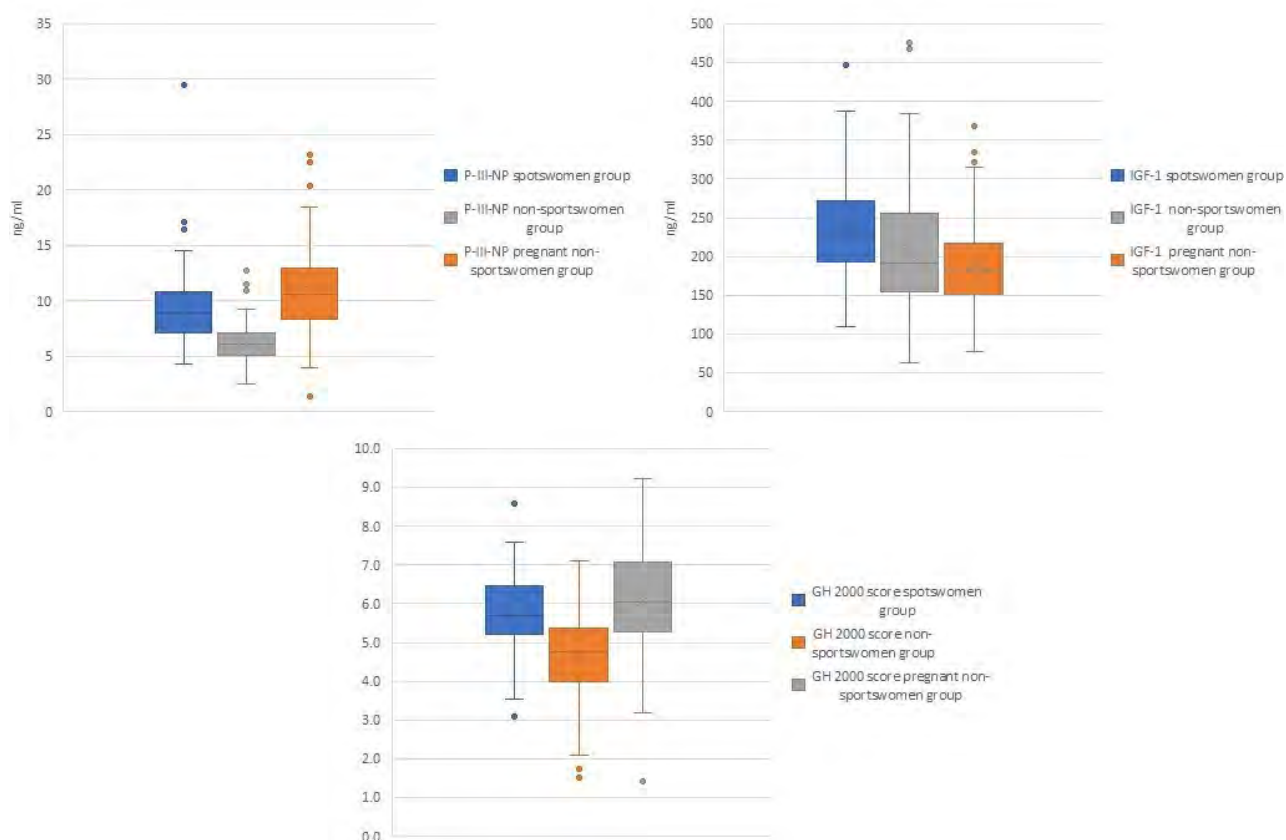 35
30
25
20
15
10
5
0
ng/ml
P-III-NP spotswomen group
P-III-NP non-sportswomen
group
P-III-NP pregnant non-
sportswomen group
500
450
400
350
300
250
200
150
100
50
0
ng/ml
IGF-1 spotswomen group
IGF-1 non-sportswomen
group
IGF-1 pregnant non-
sportswomen group
10.0
9.0
8.0
7.0
6.0
5.0
4.0
3.0
2.0
1.0
0.0
GH 2000 score spotswomen
group
GH 2000 score non-
sportswomen group
GH 2000 score pregnant non-
sportswomen group